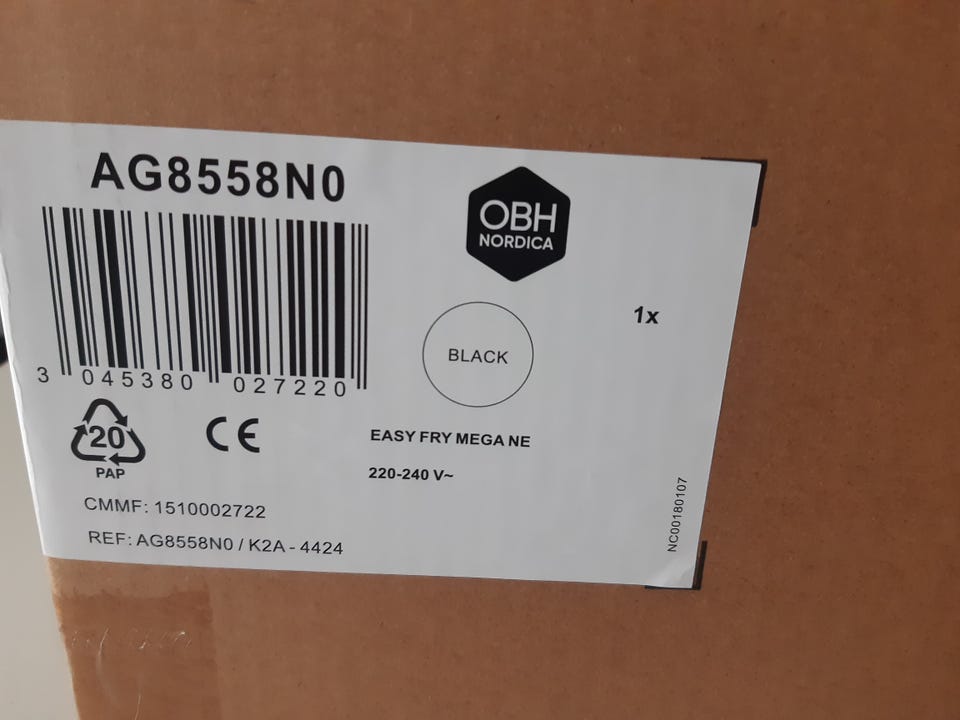 AG8558N0
OBH
NORDICA
1x
BLACK
3 045380 027220
20
PAP
CE
EASY FRY MEGA NE
220-240 V~
CMMF: 1510002722
REF: AG8558N0 / K2A - 4424
NC00180107